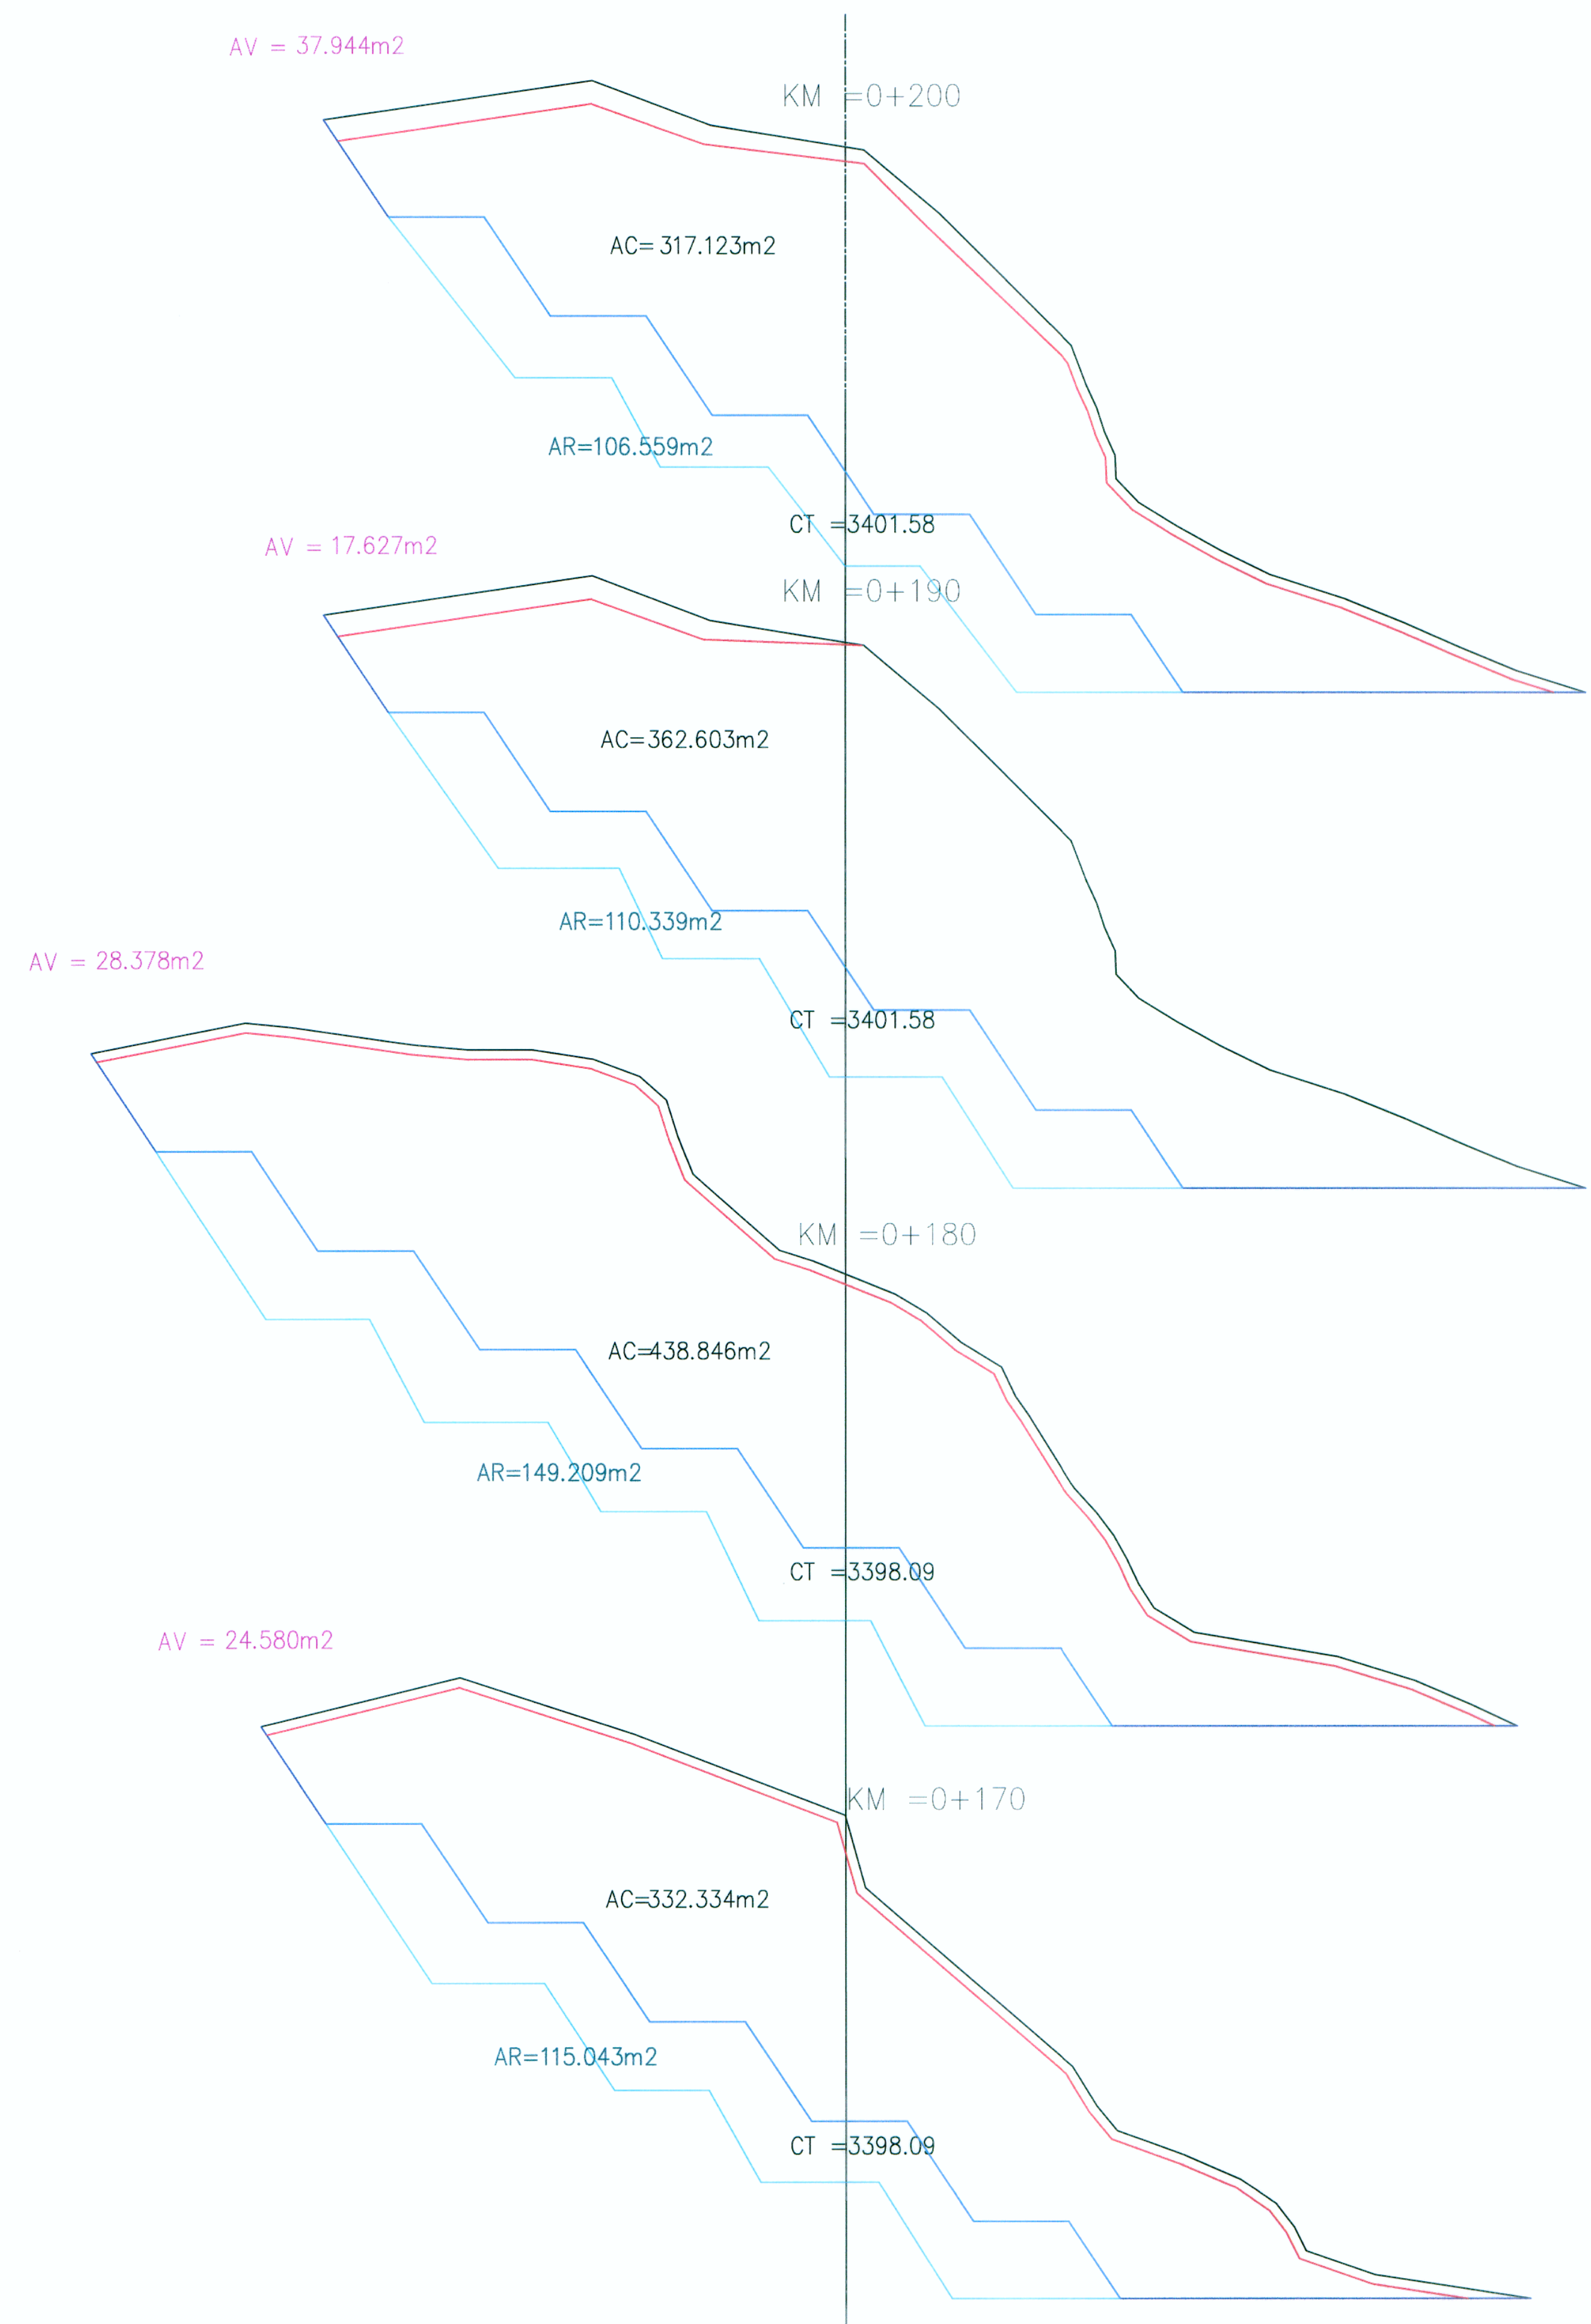 AV = 37.944m2
KM =0+200
AC=317.123m2
AR=106.559m2
CT =3401.58
AV = 17.627m2
KM =0+190
AC=362.603m2
AR=110.339m2
AV = 28.378m2
CT =3401.58
KM =0+180
AC=438.846m2
AR=149.209m2
CT =3398.09
AV = 24.580m2
KM =0+170
AC=332.334m2
AR=115.043m2
CT =3398.09